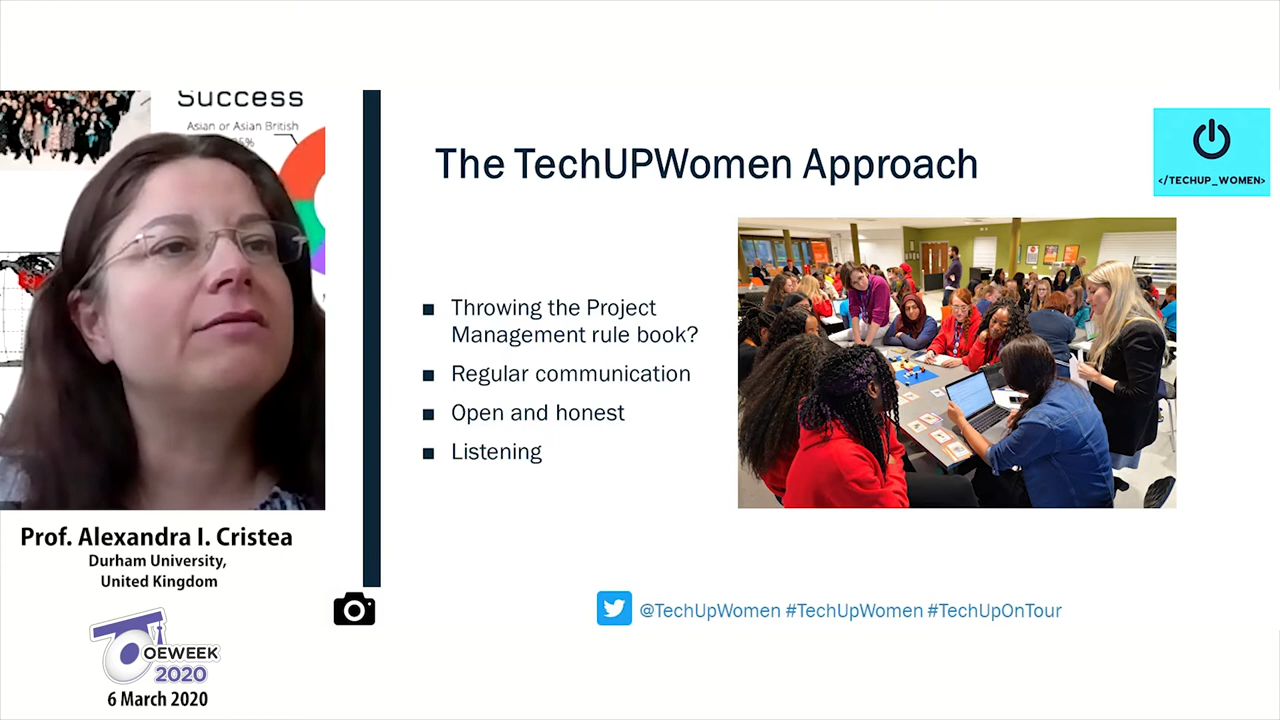 Success
Asian or Asian British
The TechUPWomen Approach
</TECHUP_WOMEN>
■ Throwing the Project
Management rule book?
■ Regular communication
■ Open and honest
■ Listening
Prof. Alexandra I. Cristea
Durham University,
United Kingdom
OEWEEK
2020
6 March 2020
@TechUpWomen #TechUpWomen #TechUpOnTour